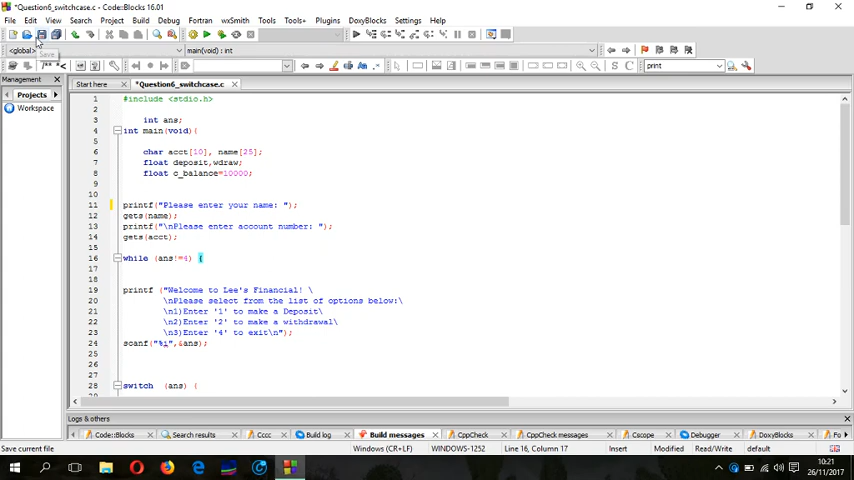 *Question6_switchcase.c - Code::Blocks 16.01
File Edit View Search Project Build Debug Fortran wxSmith Tools Tools+ Plugins DoxyBlocks Settings Help
<global> main(void) : int
Save
/** *< print
Management
Projects
Workspace
Start here *Question6_switchcase.c
1 #include <stdio.h>
2
3 int ans;
4 int main(void){
5
6 char acct[10], name[25];
7 float deposit,wdraw;
8 float c_balance=10000;
9
10
11 printf("Please enter your name: ");
12 gets(name);
13 printf("\nPlease enter account number: ");
14 gets(acct);
15
16 while (ans!=4) {
17
18
19 printf ("Welcome to Lee's Financial! \
20 \nPlease select from the list of options below:\
21 \n1)Enter '1' to make a Deposit\
22 \n2)Enter '2' to make a withdrawal\
23 \n3)Enter '4' to exit\n");
24 scanf("%i",&ans);
25
26
27
28 switch (ans) {
Logs & others
Code::Blocks Search results Cccc Build log Build messages CppCheck CppCheck messages Cscope Debugger DoxyBlocks Fo
Save current file Windows (CR+LF) WINDOWS-1252 Line 16, Column 17 Insert Modified Read/Write default
10:21
26/11/2017